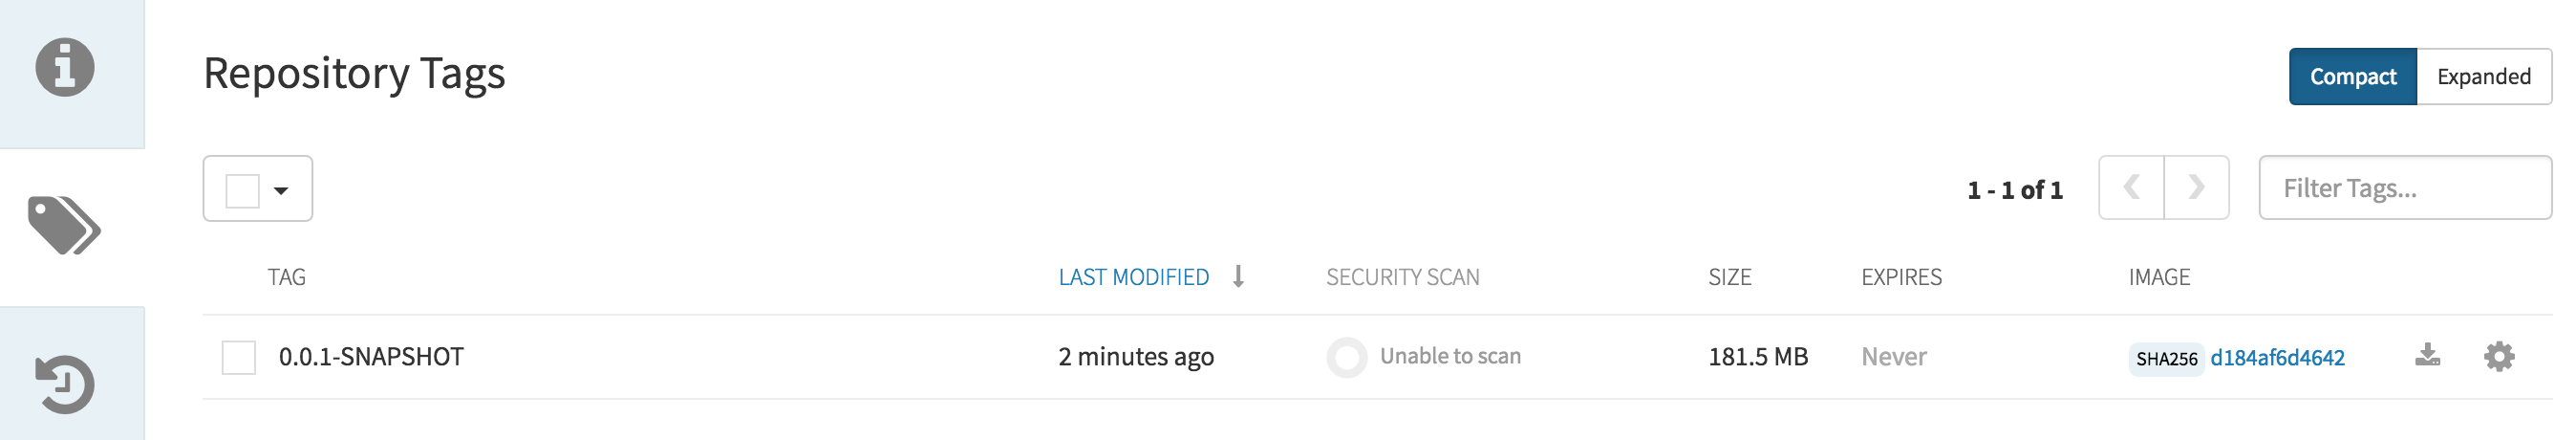 Repository Tags
Compact Expanded
1 - 1 of 1 Filter Tags...
TAG LAST MODIFIED SECURITY SCAN SIZE EXPIRES IMAGE
0.0.1-SNAPSHOT 2 minutes ago Unable to scan 181.5 MB Never SHA256 d184af6d4642